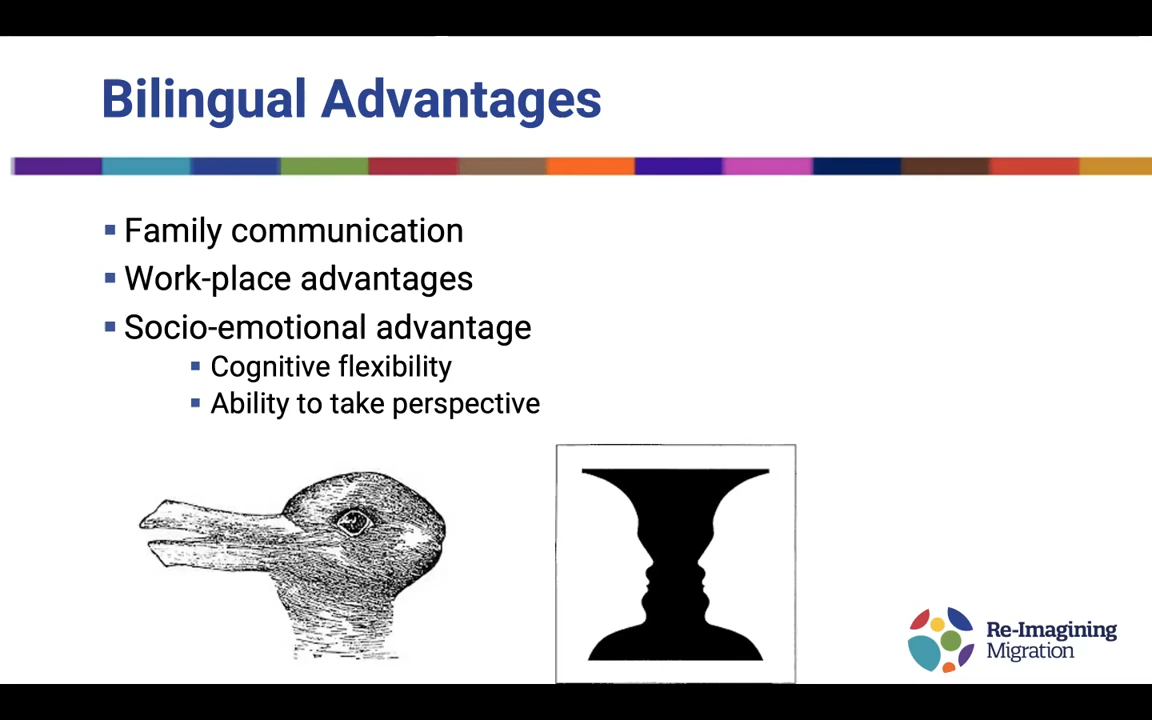 Bilingual Advantages
Family communication
Work-place advantages
Socio-emotional advantage
Cognitive flexibility
Ability to take perspective
Re-Imagining
Migration